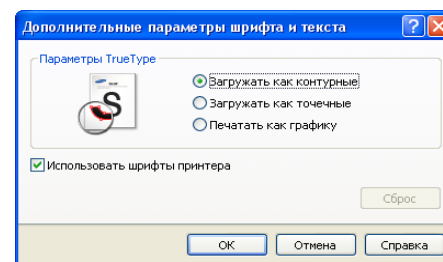 Дополнительные параметры шрифта и текста
Параметры TrueType
Загружать как контурные
Загружать как точечные
Печатать как графику
Использовать шрифты принтера
Сброс
ОК
Отмена
Справка